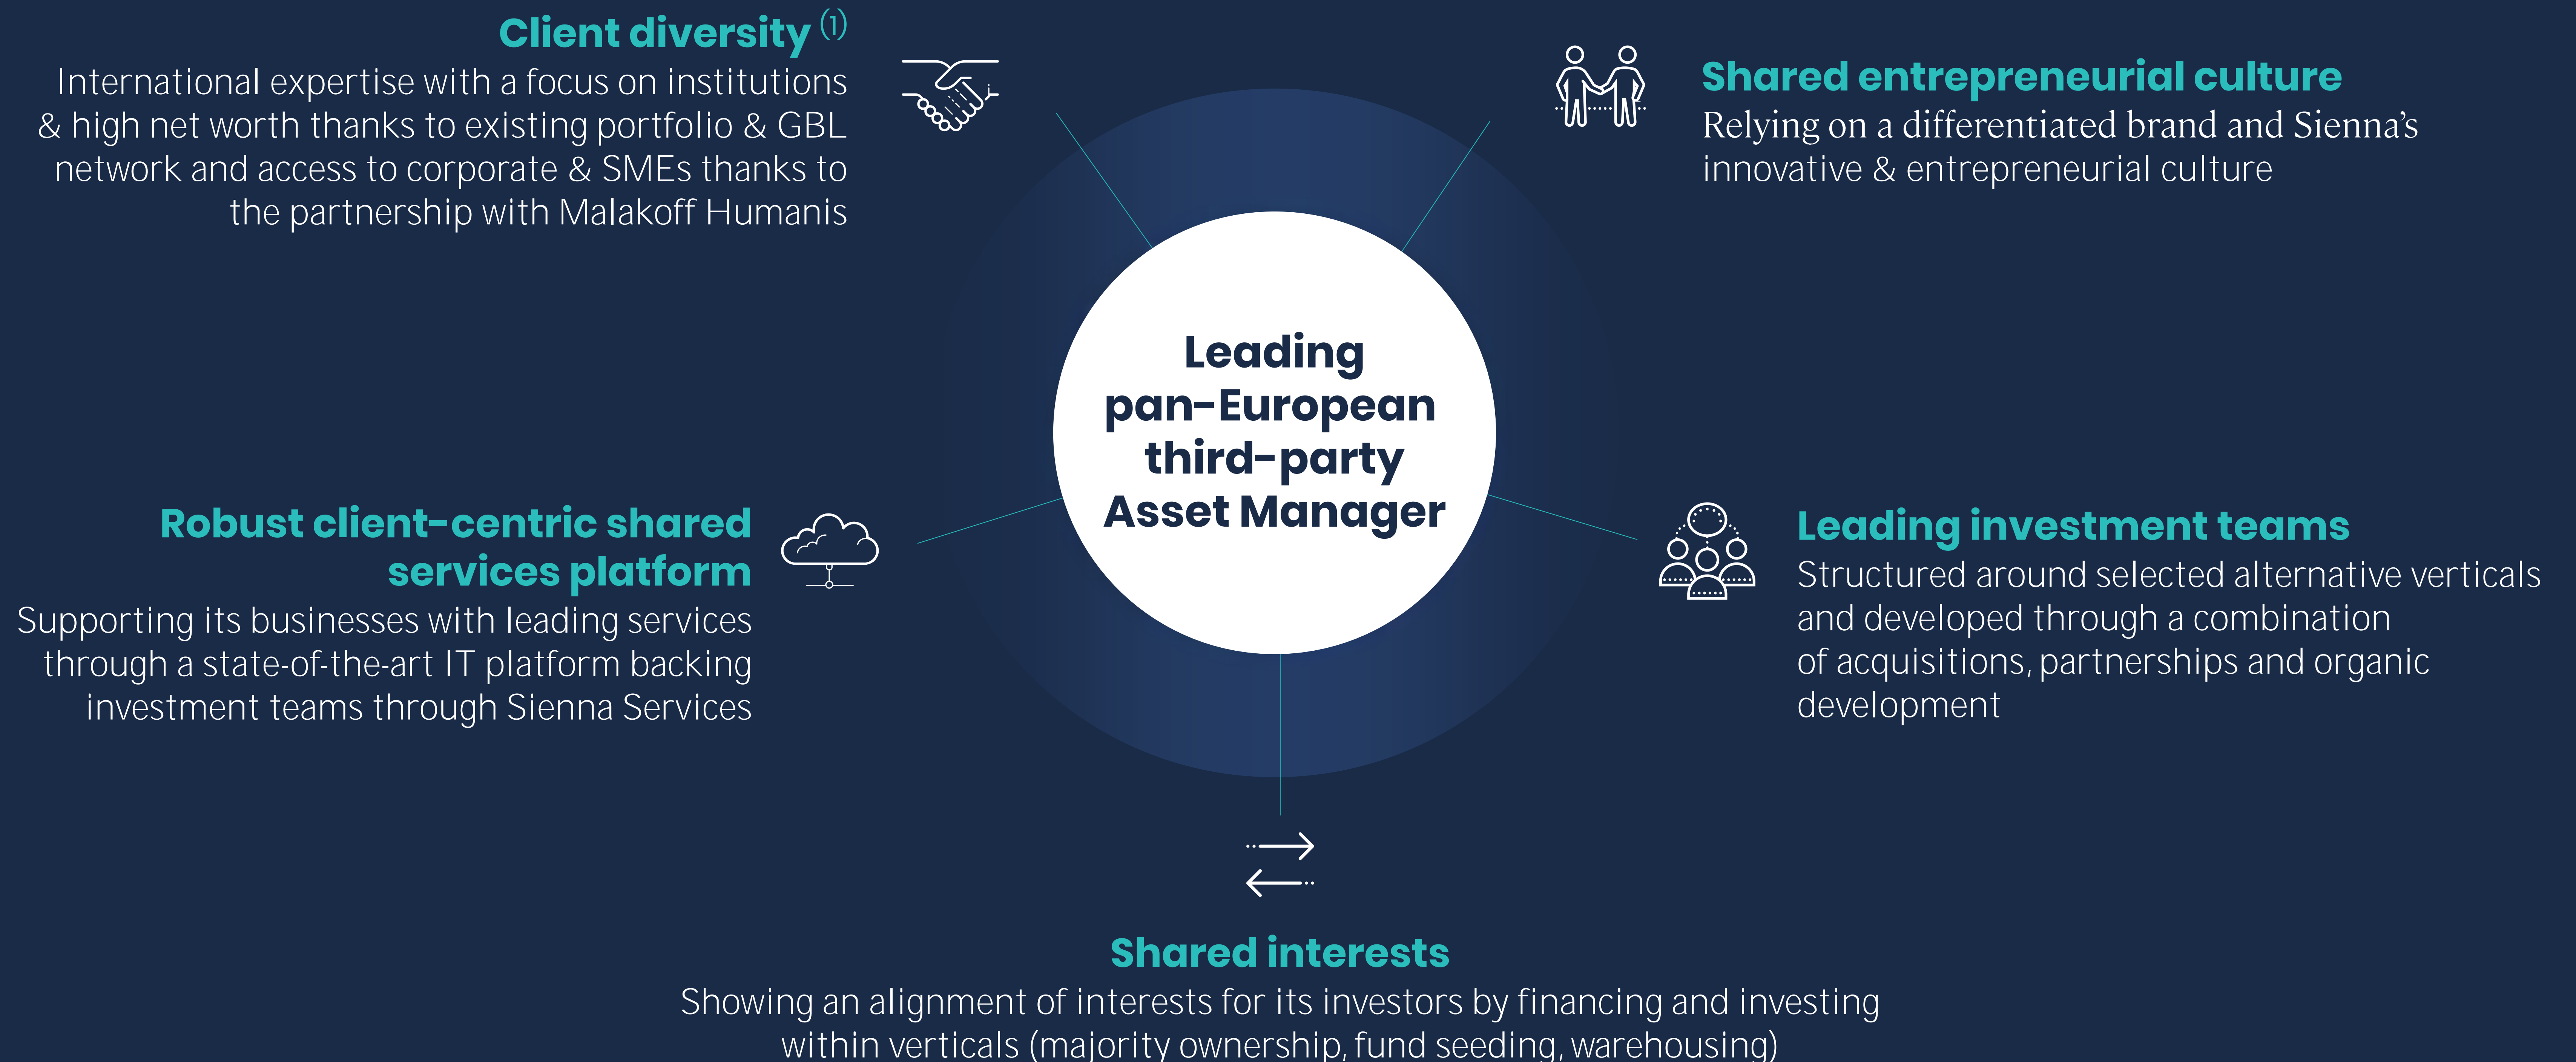 Client diversity (1)
International expertise with a focus on institutions
& high net worth thanks to existing portfolio & GBL
network and access to corporate & SMEs thanks to
the partnership with Malakoff Humanis
Shared entrepreneurial culture
Relying on a differentiated brand and Sienna’s
innovative & entrepreneurial culture
Leading
pan-European
third-party
Asset Manager
Robust client-centric shared
services platform
Supporting its businesses with leading services
through a state-of-the-art IT platform backing
investment teams through Sienna Services
Leading investment teams
Structured around selected alternative verticals
and developed through a combination
of acquisitions, partnerships and organic
development
Shared interests
Showing an alignment of interests for its investors by financing and investing
within verticals (majority ownership, fund seeding, warehousing)